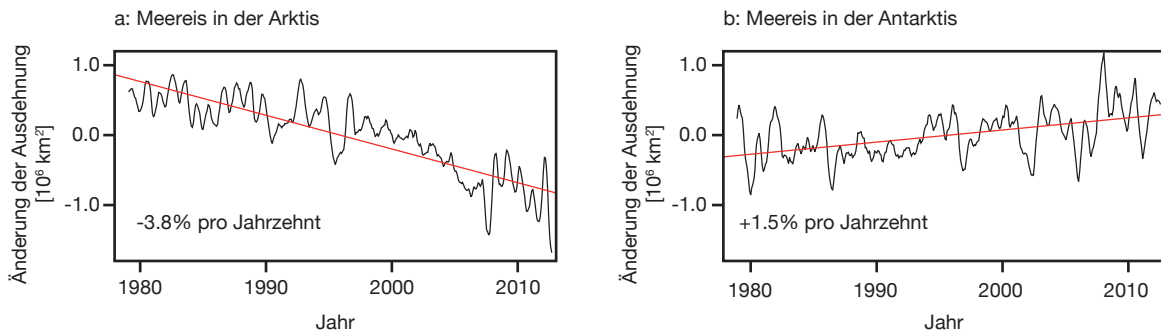 a: Meereis in der Arktis
Änderung der Ausdehnung
[10⁶ km²]
1.0
0.0
-1.0
-3.8% pro Jahrzehnt
1980
1990
2000
2010
Jahr
b: Meereis in der Antarktis
Änderung der Ausdehnung
[10⁶ km²]
1.0
0.0
-1.0
+1.5% pro Jahrzehnt
1980
1990
2000
2010
Jahr